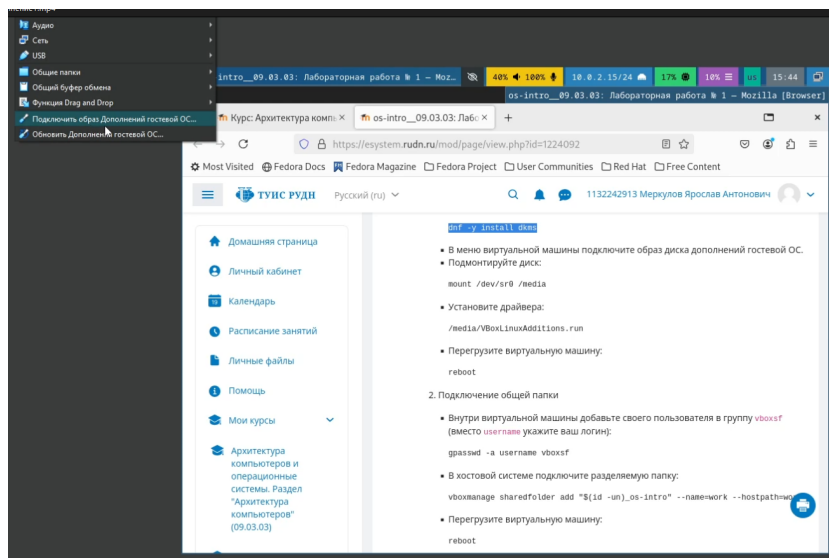 Аудио
Сеть
USB
Общие папки
Общий буфер обмена
Функция Drag and Drop
Подключить образ Дополнений гостевой ОС...
Обновить Дополнения гостевой ОС...
intro__09.03.03: Лабораторная работа № 1 — Moz…
40% 100%
10.0.2.15/24
17%
10%
us
15:44
os-intro__09.03.03: Лабораторная работа № 1 — Mozilla [Browser]
Курс: Архитектура компь
os-intro__09.03.03: Лабо
https://esystem.rudn.ru/mod/page/view.php?id=1224092
Most Visited Fedora Docs Fedora Magazine Fedora Project User Communities Red Hat Free Content
ТУИС РУДН Русский (ru) 1132242913 Меркулов Ярослав Антонович
Домашняя страница
Личный кабинет
Календарь
Расписание занятий
Личные файлы
Помощь
Мои курсы
Архитектура
компьютеров и
операционные
системы. Раздел
"Архитектура
компьютеров"
(09.03.03)
dnf -y install dkms
В меню виртуальной машины подключите образ диска дополнений гостевой ОС.
Подмонтируйте диск:
mount /dev/sr0 /media
Установите драйвера:
/media/VBoxLinuxAdditions.run
Перегрузите виртуальную машину:
reboot
2. Подключение общей папки
Внутри виртуальной машины добавьте своего пользователя в группу vboxsf
(вместо username укажите ваш логин):
gpasswd -a username vboxsf
В хостовой системе подключите разделяемую папку:
vboxmanage sharedfolder add "$(id -un)_os-intro" --name=work --hostpath=wo
Перегрузите виртуальную машину:
reboot